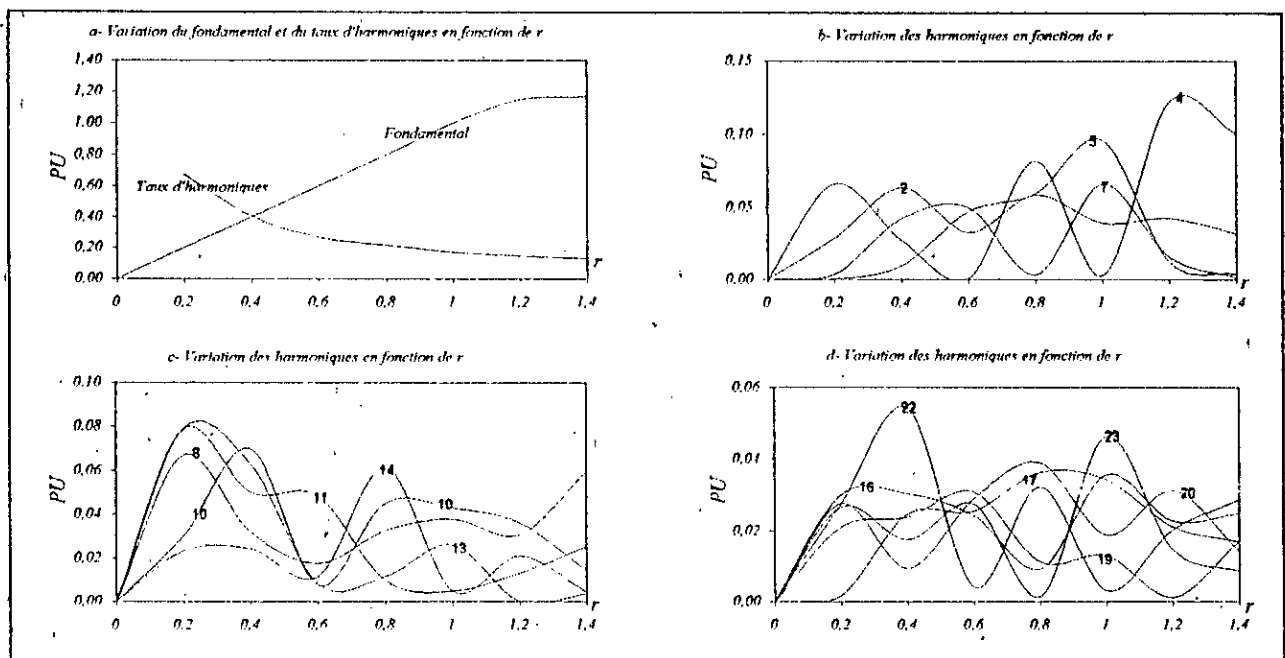 a- Variation du fondamental et du taux d'harmoniques en fonction de r
1,40
1,20
1.00
0,80
0,60
0,40
0,20
0.00
PU
Fondamental
Taux d'harmoniques
r
0 0,2 0,4 0,6 0,8 1 1,2 1,4
b- Variation des harmoniques en fonction de r
0,15
0,10
0,05
0,00
PU
2
5
7
4
r
0 0,2 0,4 0,6 0,8 1 1,2 1,4
c- Variation des harmoniques en fonction de r
0.10
0.08
0.06
0.04
0.02
0,00
PU
8
10
11
14
10
13
r
0 0,2 0,4 0,6 0,8 1 1,2 1,4
d- Variation des harmoniques en fonction de r
0,06
0,04
0,02
0,00
PU
16
22
17
23
20
19
r
0 0,2 0,4 0,6 0,8 1 1,2 1,4